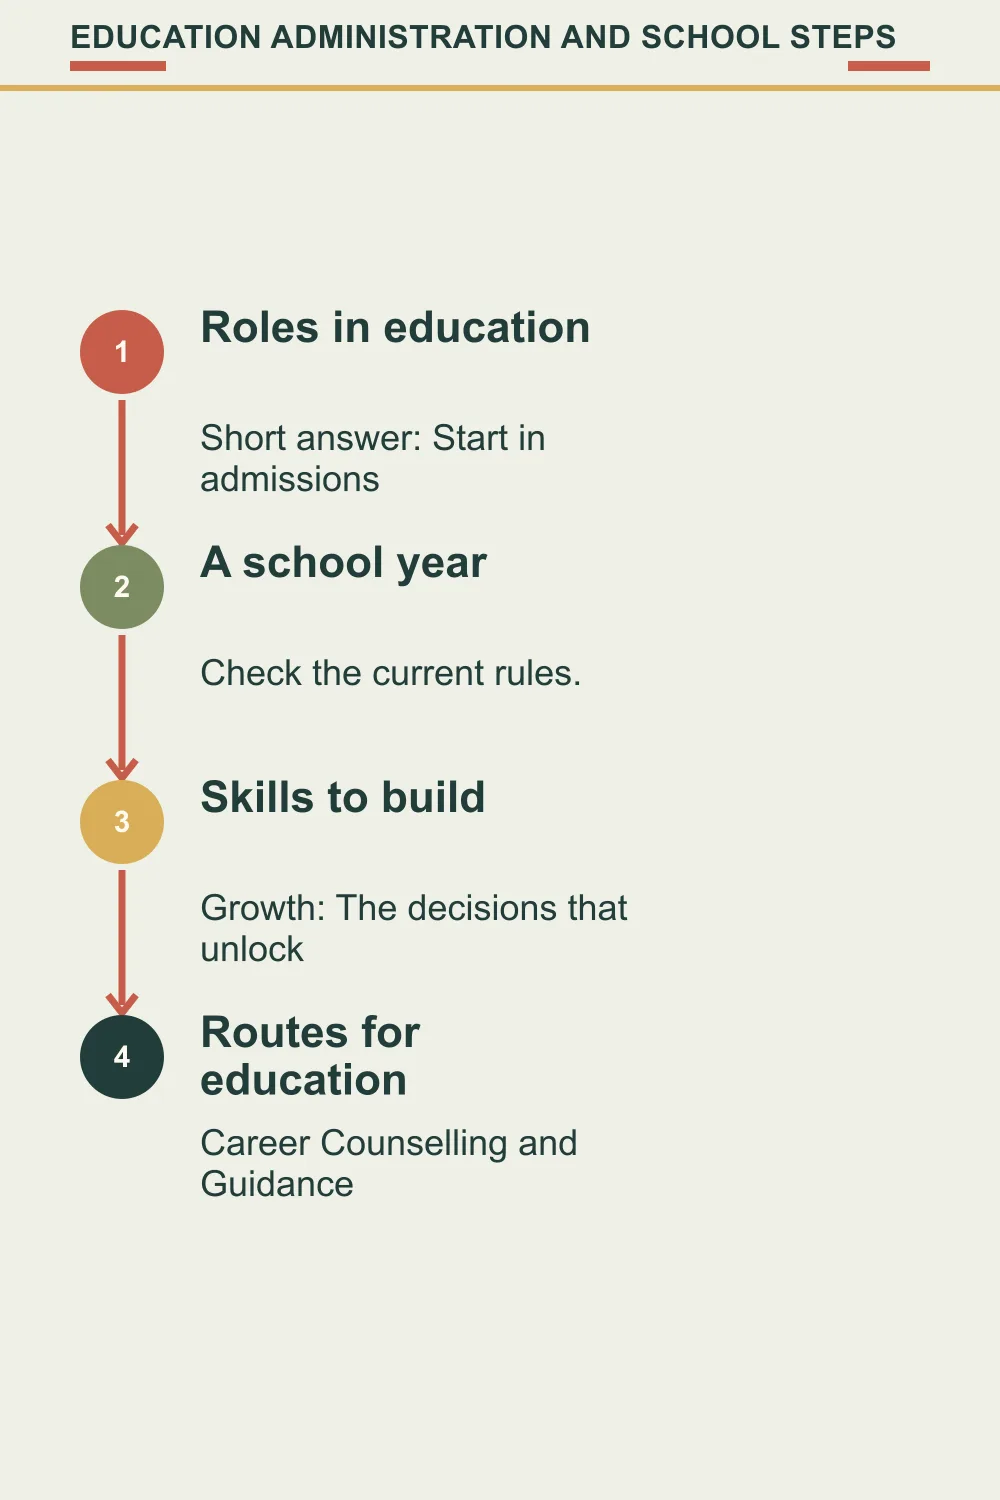 EDUCATION ADMINISTRATION AND SCHOOL STEPS
1
Roles in education
Short answer: Start in
admissions
2
A school year
Check the current rules.
3
Skills to build
Growth: The decisions that
unlock
4
Routes for
education
Career Counselling and
Guidance